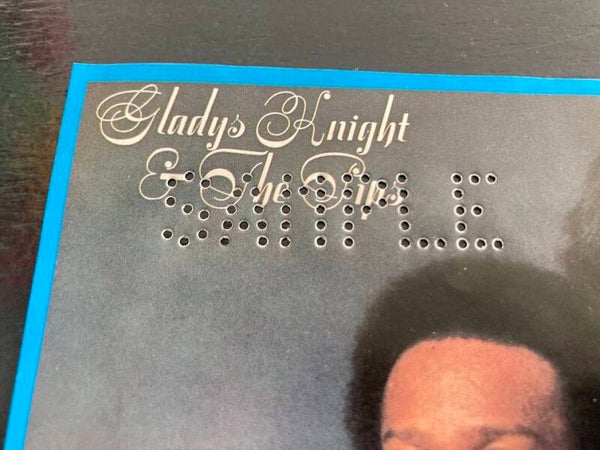 Gladys Knight
& The Pips
SAMPLE